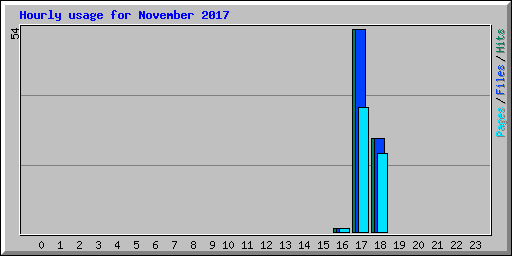 Hourly usage for November 2017
54
Pages/Files/Hits
0 1 2 3 4 5 6 7 8 9 10 11 12 13 14 15 16 17 18 19 20 21 22 23